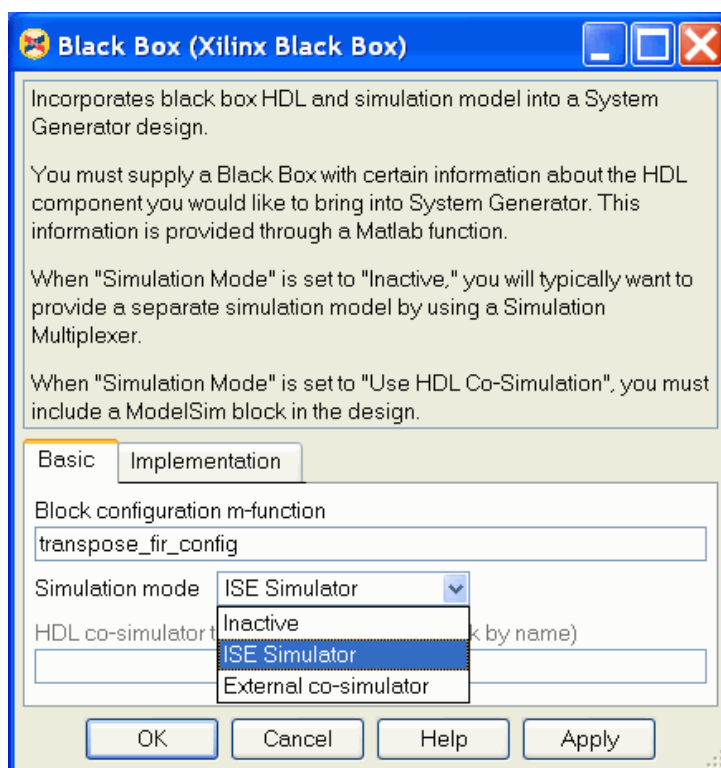 Black Box (Xilinx Black Box)
Incorporates black box HDL and simulation model into a System
Generator design.
You must supply a Black Box with certain information about the HDL
component you would like to bring into System Generator. This
information is provided through a Matlab function.
When "Simulation Mode" is set to "Inactive," you will typically want to
provide a separate simulation model by using a Simulation
Multiplexer.
When "Simulation Mode" is set to "Use HDL Co-Simulation", you must
include a ModelSim block in the design.
Basic Implementation
Block configuration m-function
transpose_fir_config
Simulation mode ISE Simulator
Inactive
HDL co-simulator k by name)
ISE Simulator
External co-simulator
OK Cancel Help Apply